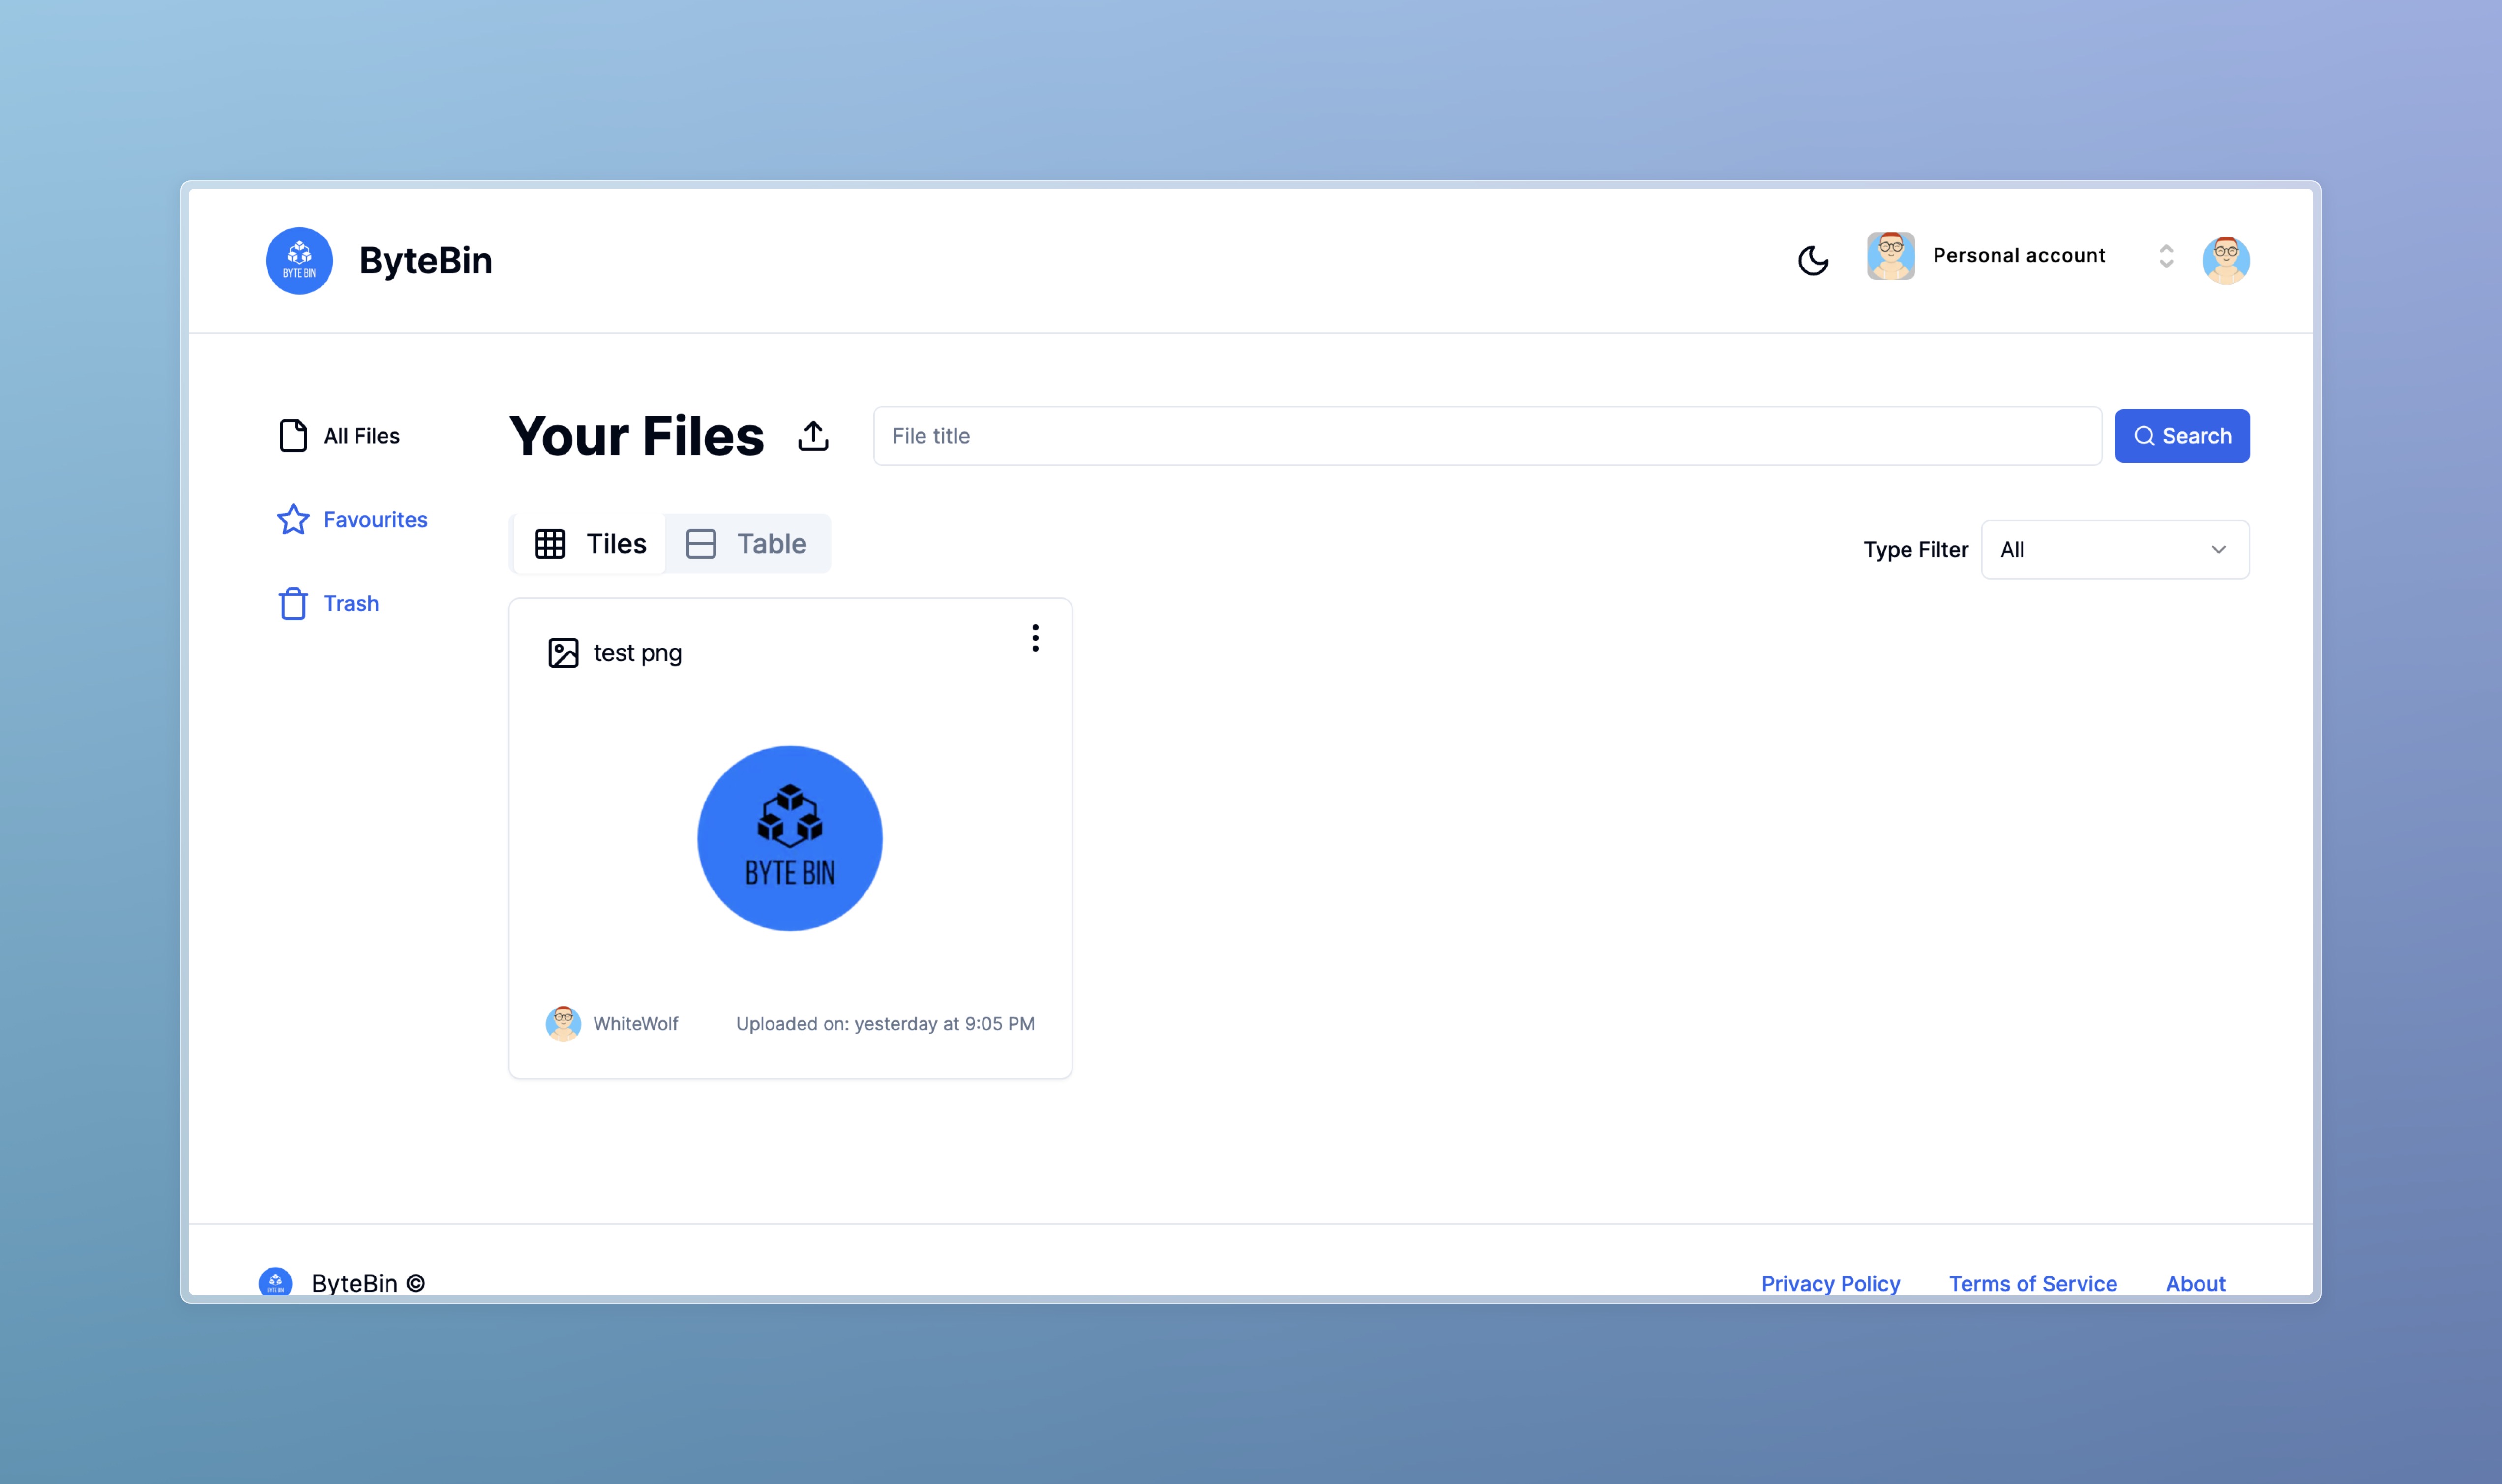 BYTE BIN
ByteBin
Personal account
All Files
Favourites
Trash
Your Files
File title
Search
Tiles
Table
Type Filter
All
test png
BYTE BIN
WhiteWolf
Uploaded on: yesterday at 9:05 PM
BYTE BIN
ByteBin ©
Privacy Policy
Terms of Service
About